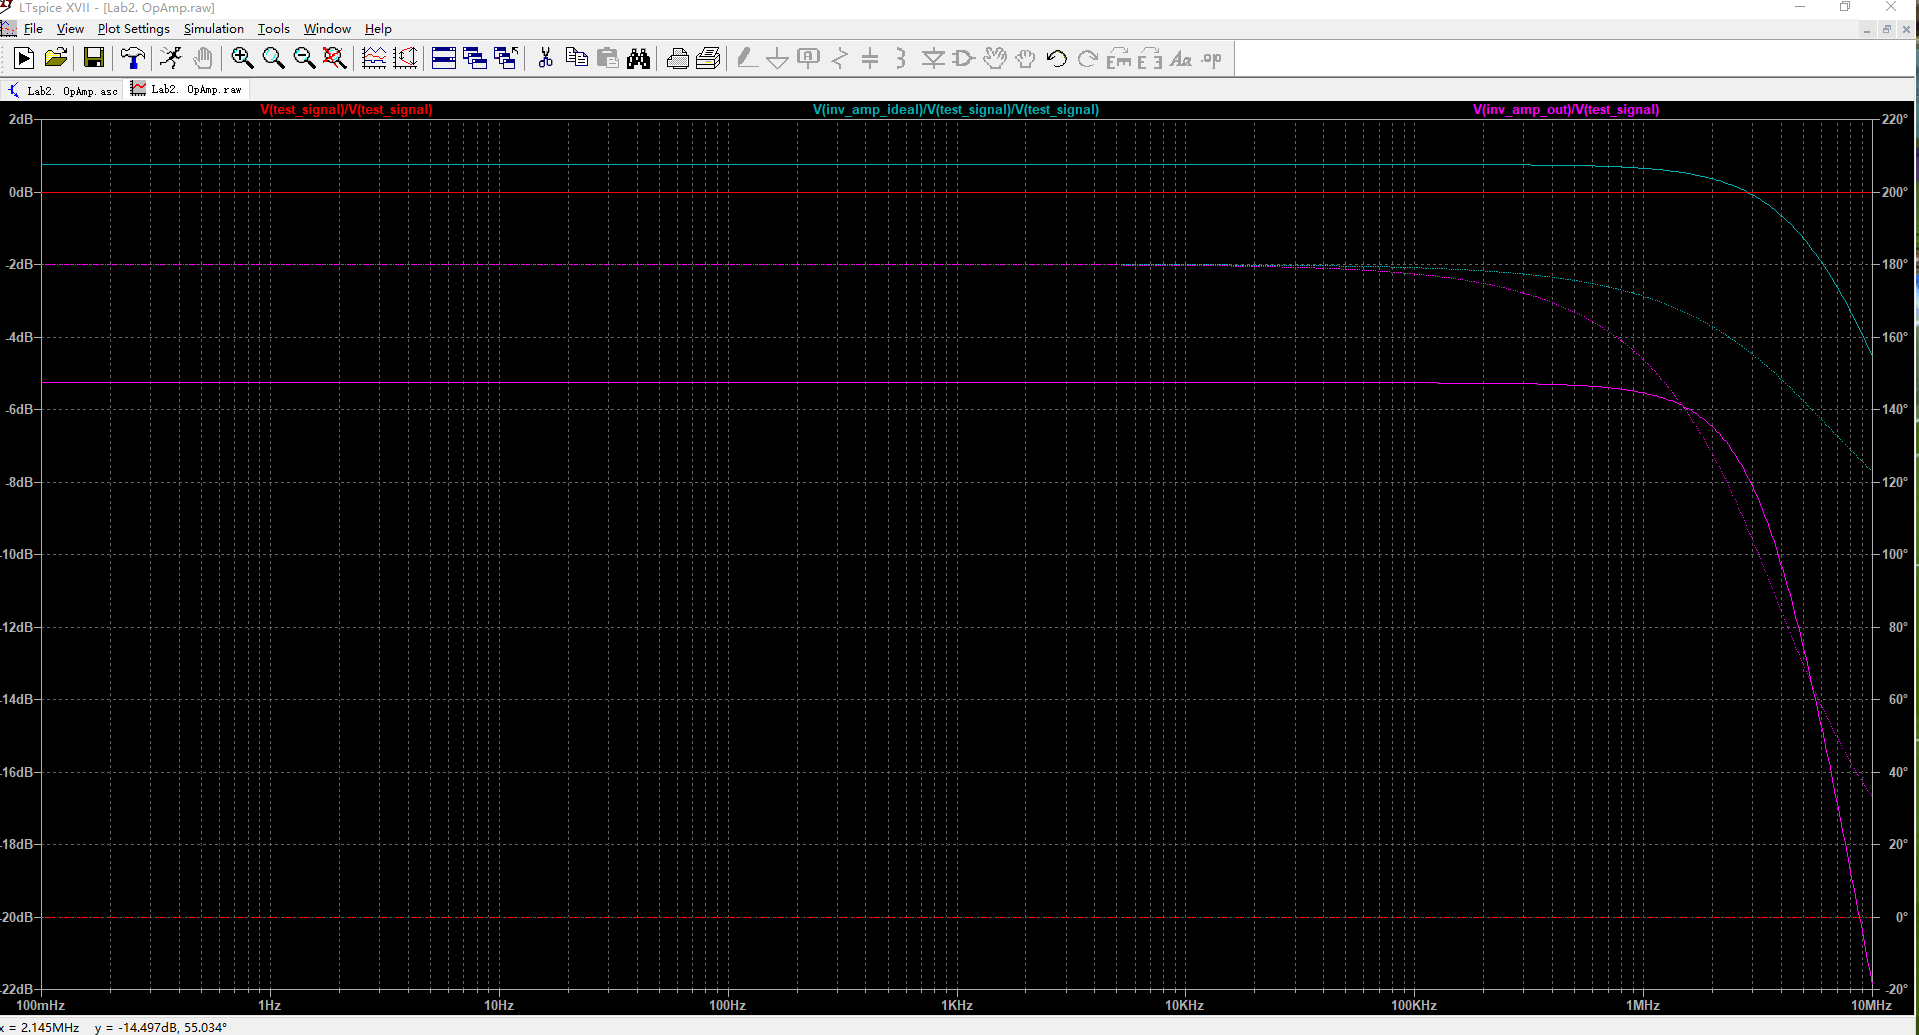 LTspice XVII - [Lab2. OpAmp.raw]
File View Plot Settings Simulation Tools Window Help
Lab2. OpAmp.asc Lab2. OpAmp.raw
V(test_signal)/V(test_signal) V(inv_amp_ideal)/V(test_signal)/V(test_signal) V(inv_amp_out)/V(test_signal)
2dB 220°
0dB 200°
-2dB 180°
-4dB 160°
-6dB 140°
-8dB 120°
-10dB 100°
-12dB 80°
-14dB 60°
-16dB 40°
-18dB 20°
-20dB 0°
-22dB -20°
100mHz 1Hz 10Hz 100Hz 1KHz 10KHz 100KHz 1MHz 10MHz
x = 2.145MHz y = -14.497dB, 55.034°